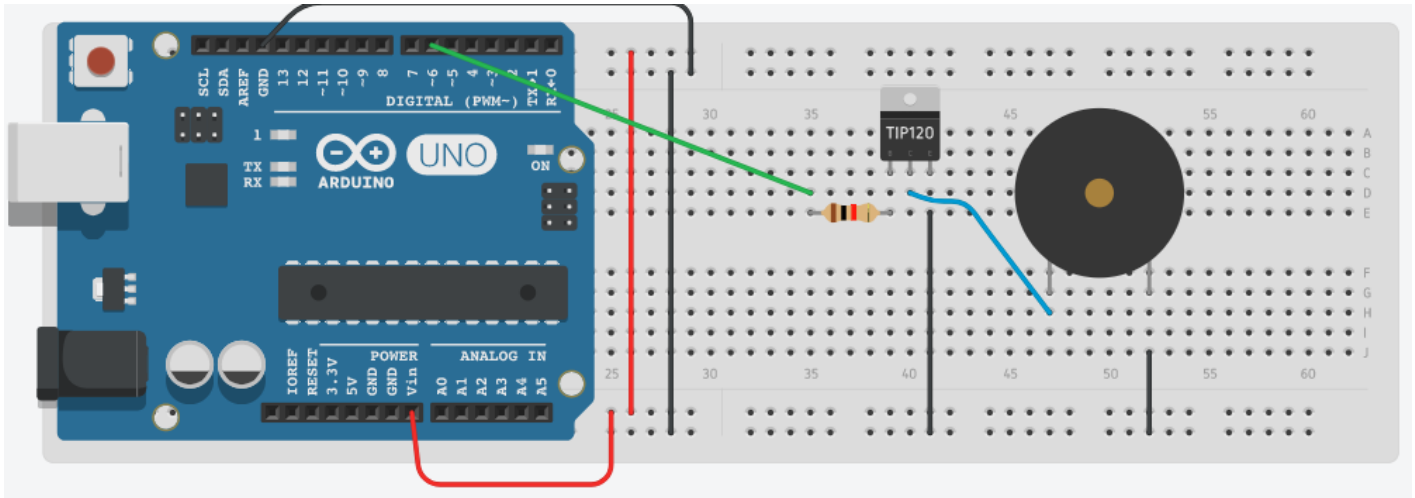 SCL
SDA
AREF
GND
13
12
~11
~10
~9
8
7
~6
~5
4
~3
2
TX→1
RX←0
DIGITAL (PWM~)
1
TX
RX
ARDUINO
UNO
ON
IOREF
RESET
3.3V
5V
GND
GND
Vin
POWER
ANALOG IN
A0
A1
A2
A3
A4
A5
25
30
35
45
55
60
TIP120
B C E
A
B
C
D
E
F
G
H
I
J
25
30
35
40
45
50
55
60